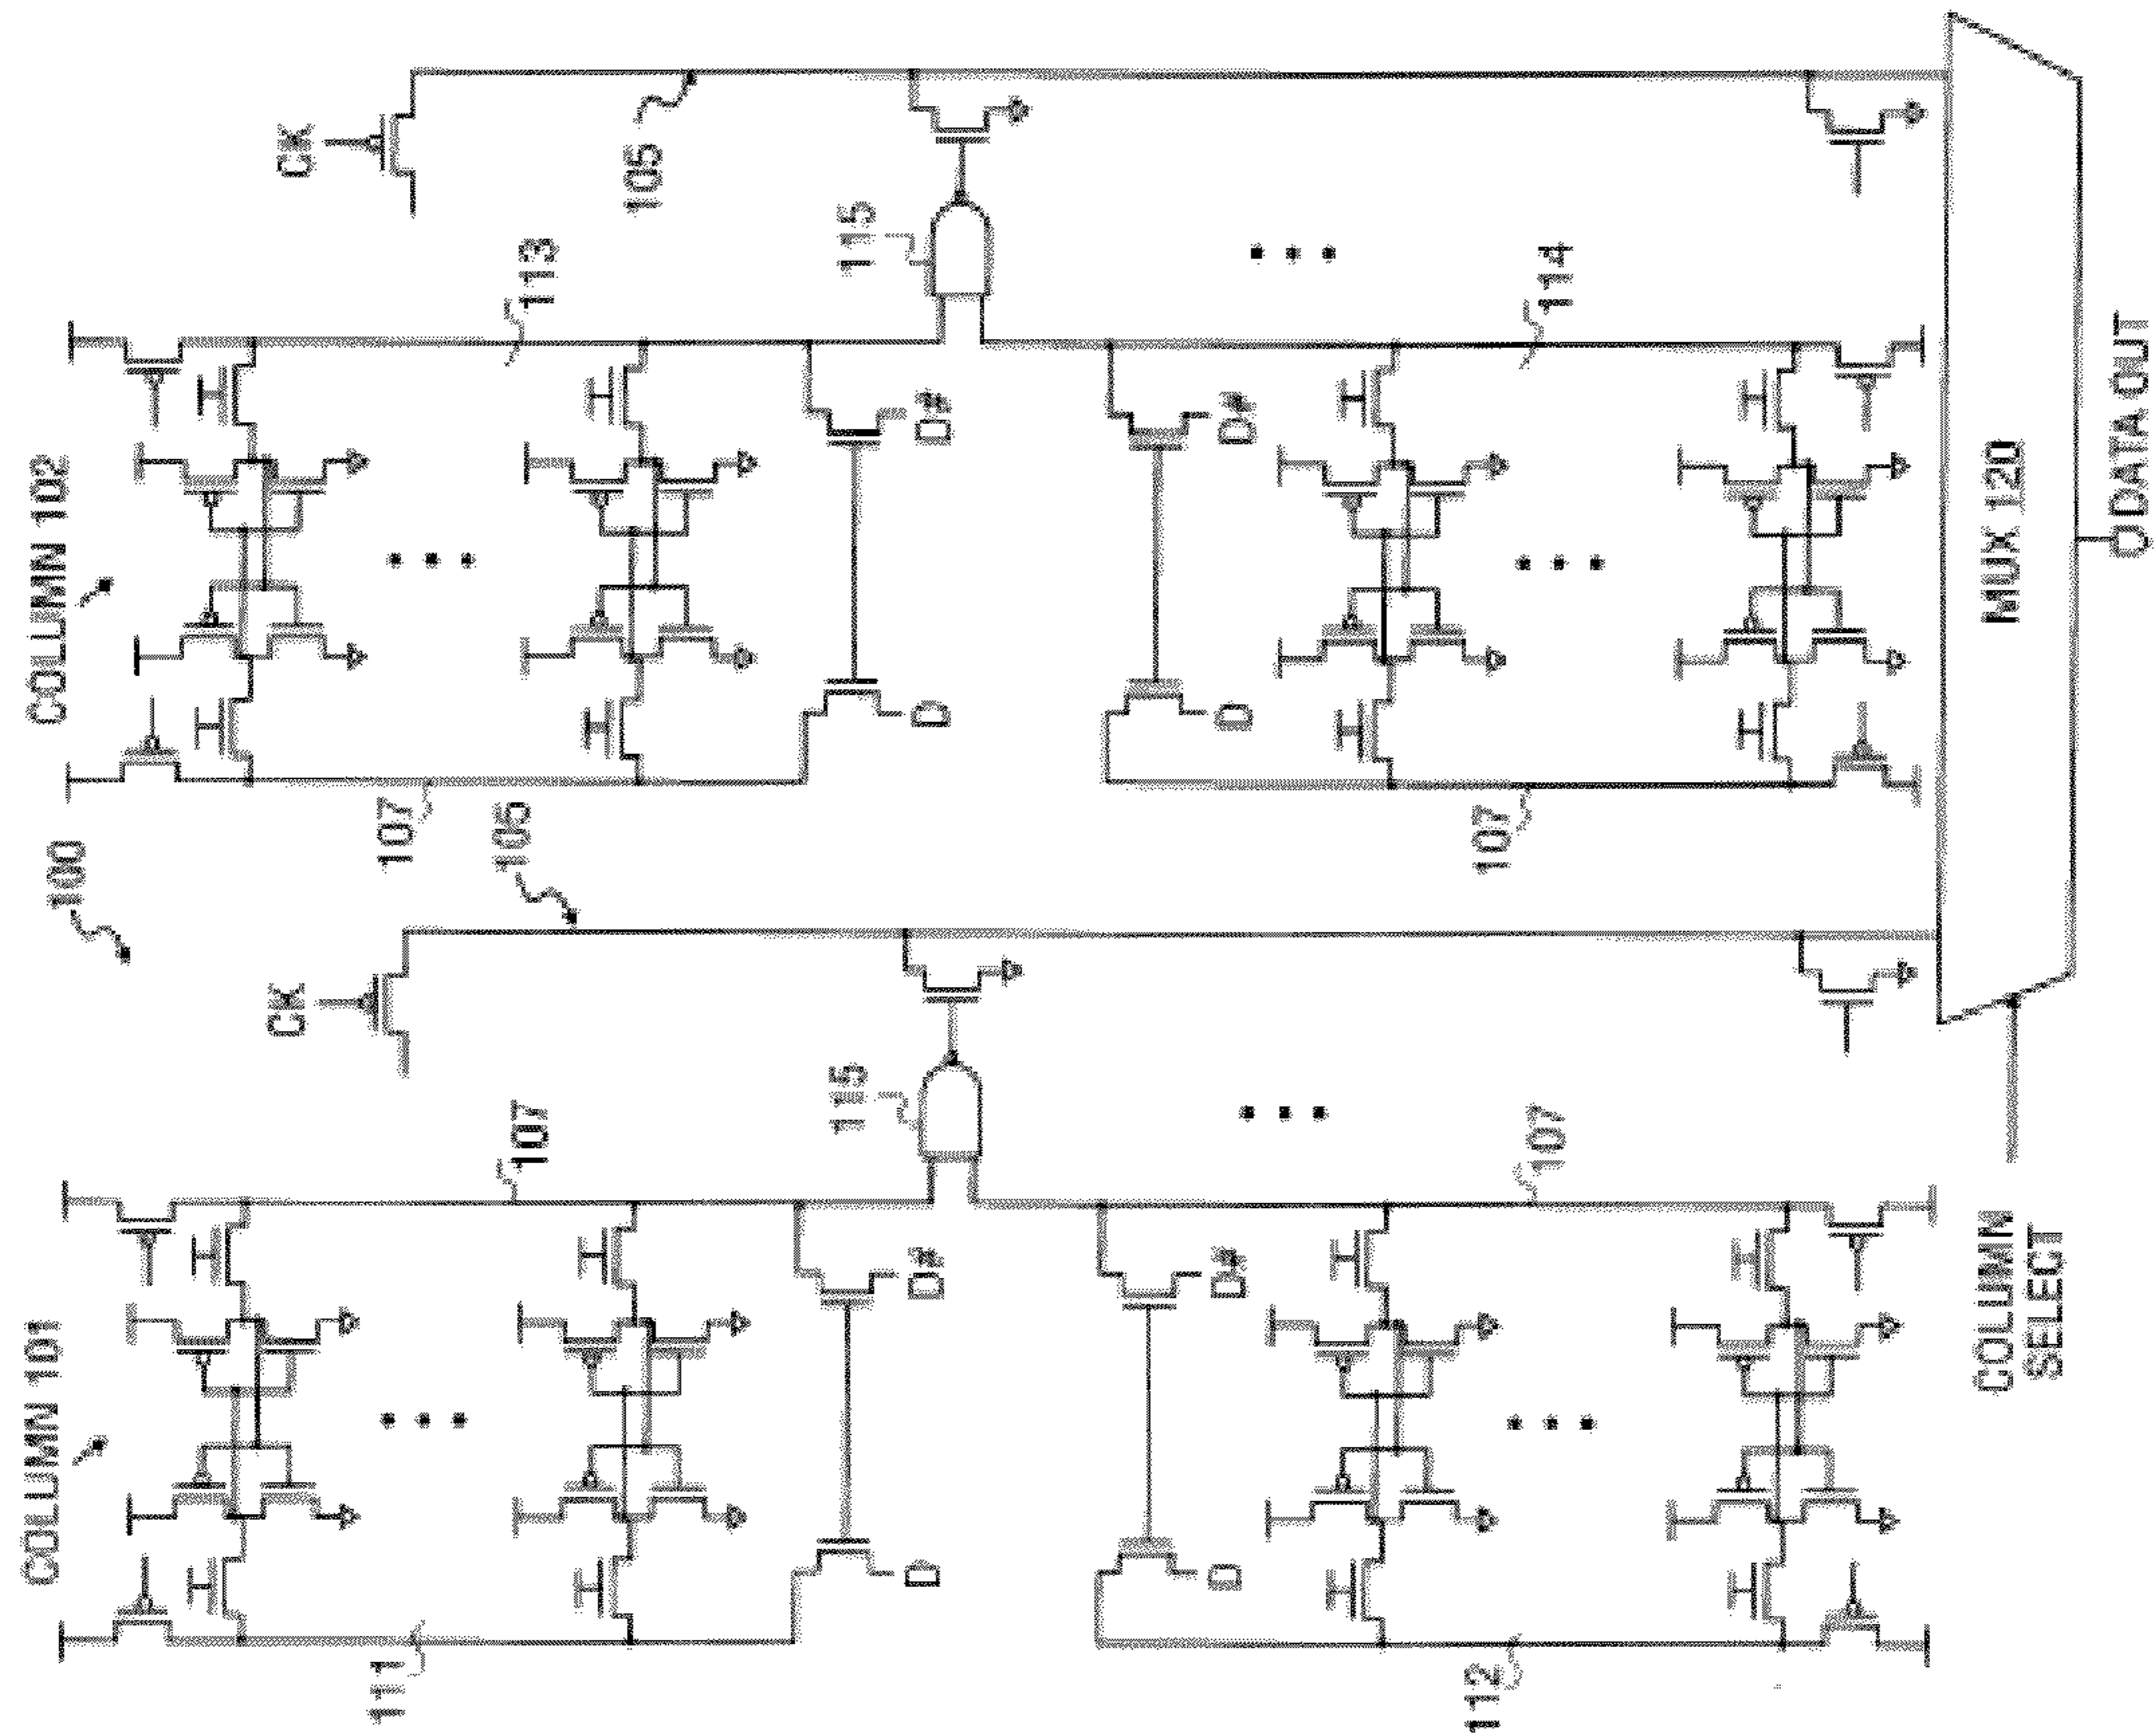 COLUMN 101
COLUMN 102
100
CK
CK
105
105
107
113
111
107
115
115
D
D#
D
D#
D
D#
D
D#
107
114
112
107
COLUMN
SELECT
MUX 120
DATA OUT